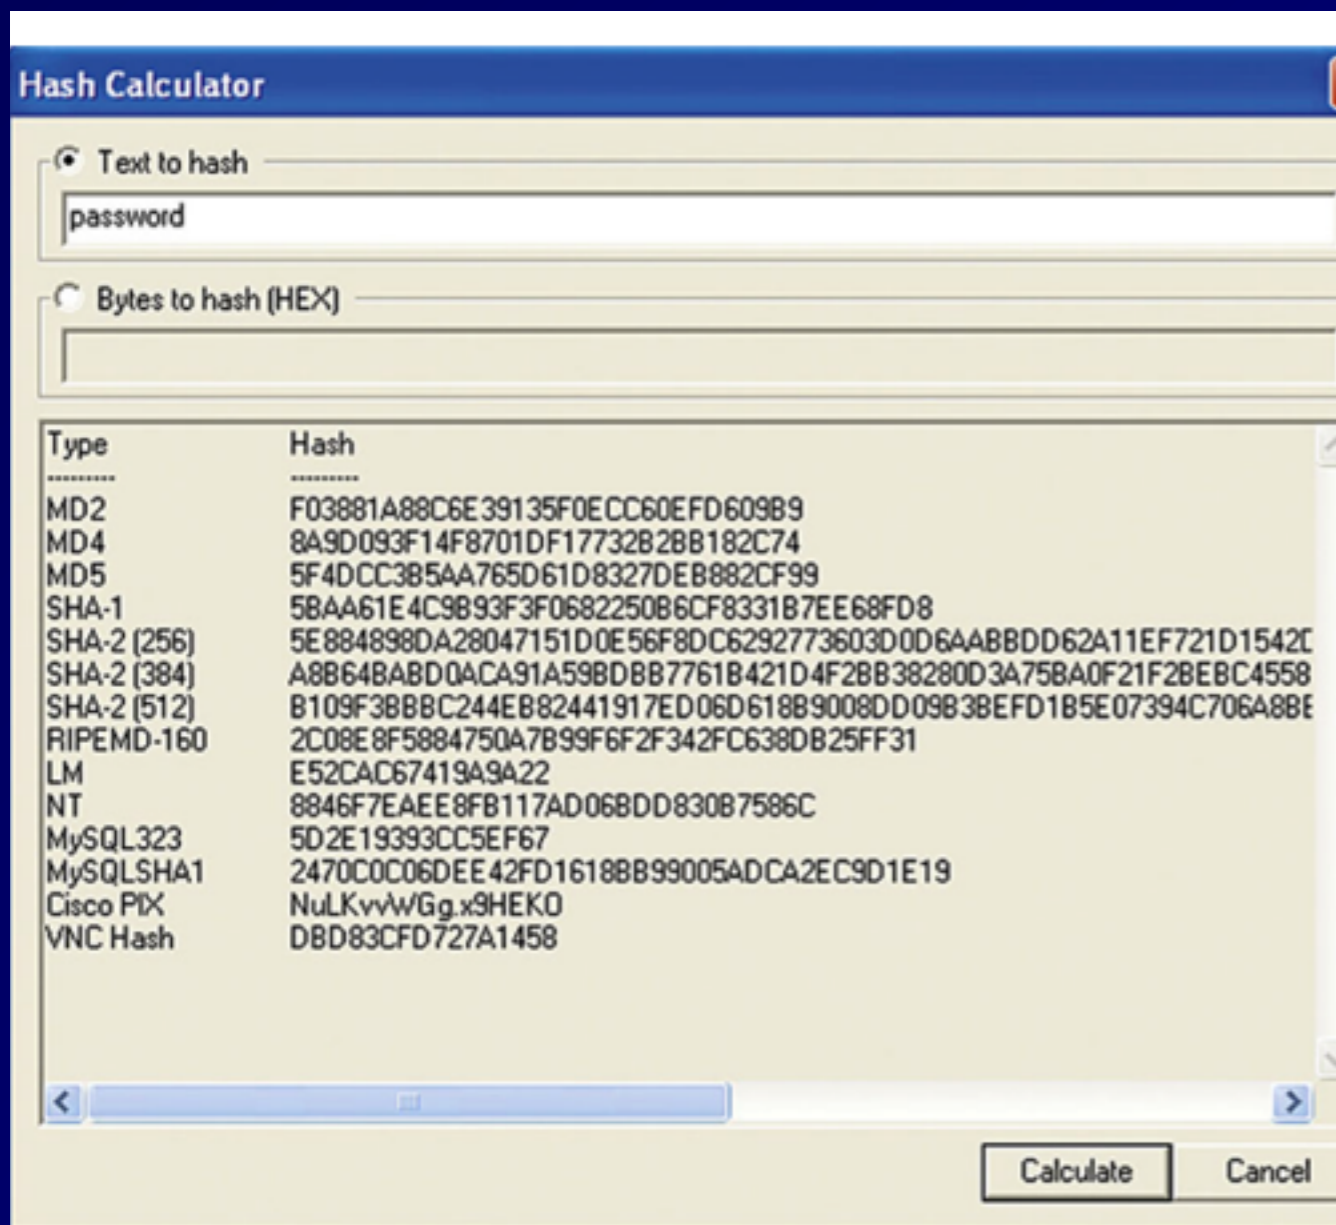 Hash Calculator
Text to hash
password
Bytes to hash (HEX)
Type Hash
--------- ---------
MD2 F03881A88C6E39135F0ECC60EFD609B9
MD4 8A9D093F14F8701DF17732B2BB182C74
MD5 5F4DCC3B5AA765D61D8327DEB882CF99
SHA-1 5BAA61E4C9B93F3F0682250B6CF8331B7EE68FD8
SHA-2 (256) 5E884898DA28047151D0E56F8DC6292773603D0D6AABBDD62A11EF721D1542D
SHA-2 (384) A8B64BABD0ACA91A59BDBB7761B421D4F2BB38280D3A75BA0F21F2BEBC4558
SHA-2 (512) B109F3BBBC244EB82441917ED06D618B9008DD09B3BEFD1B5E07394C706A8BB
RIPEMD-160 2C08E8F5884750A7B99F6F2F342FC638DB25FF31
LM E52CAC67419A9A22
NT 8846F7EAEE8FB117AD06BDD830B7586C
MySQL323 5D2E19393CC5EF67
MySQLSHA1 2470C0C06DEE42FD1618BB99005ADCA2EC9D1E19
Cisco PIX NuLKvvWGg.x9HEKO
VNC Hash DBD83CFD727A1458
Calculate Cancel